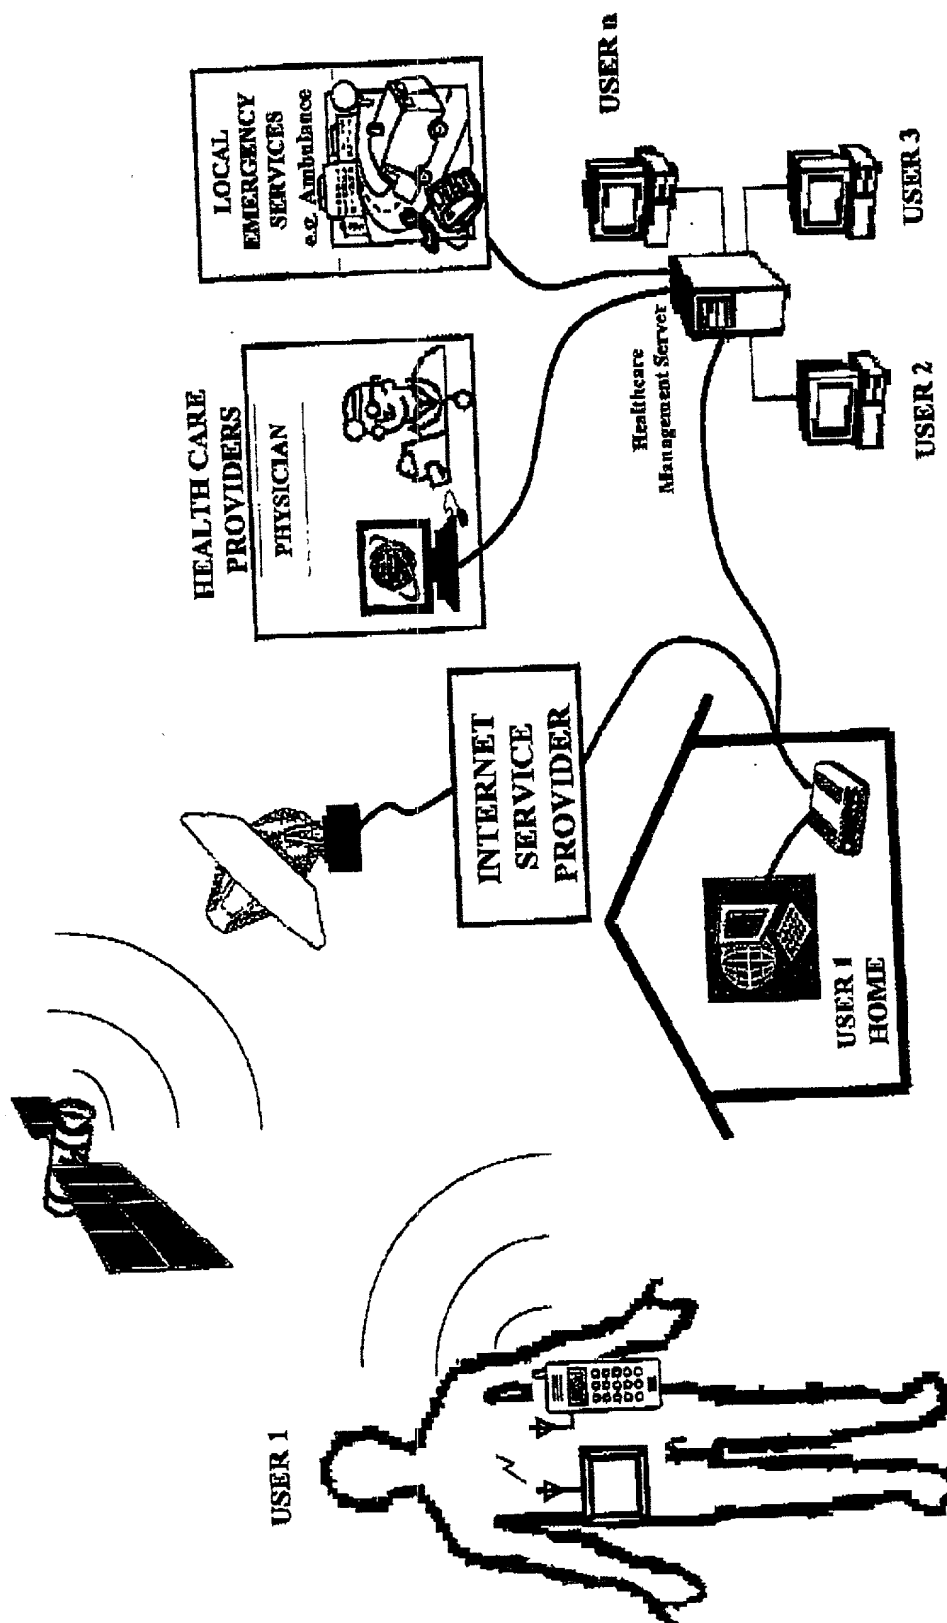 USER 1
INTERNET
SERVICE
PROVIDER
USER 1
HOME
HEALTH CARE
PROVIDERS
PHYSICIAN
LOCAL
EMERGENCY
SERVICES
e.g. Ambulance
Healthcare
Management Server
USER 2
USER 3
USER n